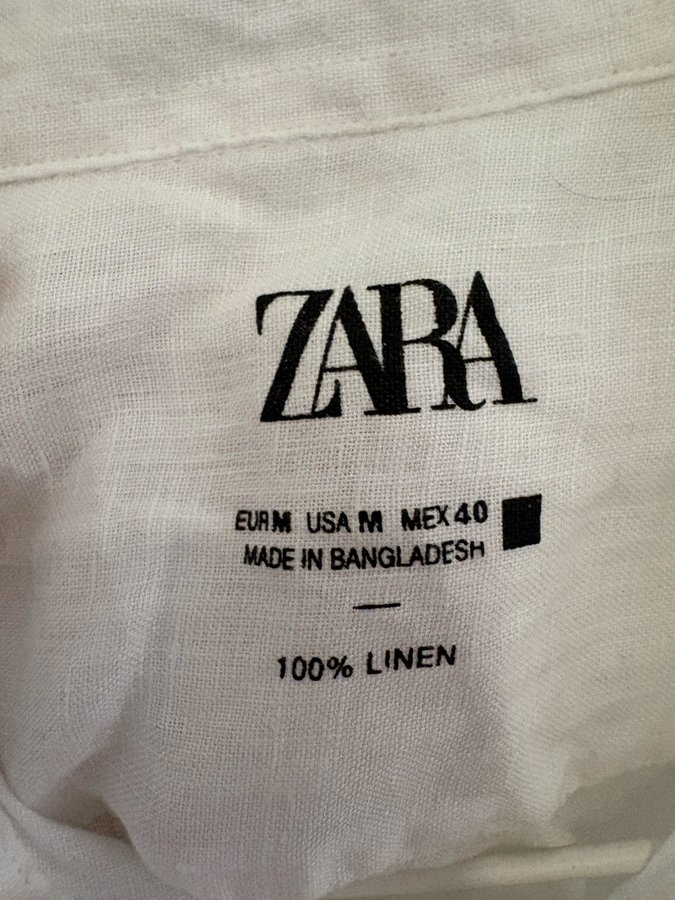 ZARA
EUR M USA M MEX 40
MADE IN BANGLADESH
100% LINEN